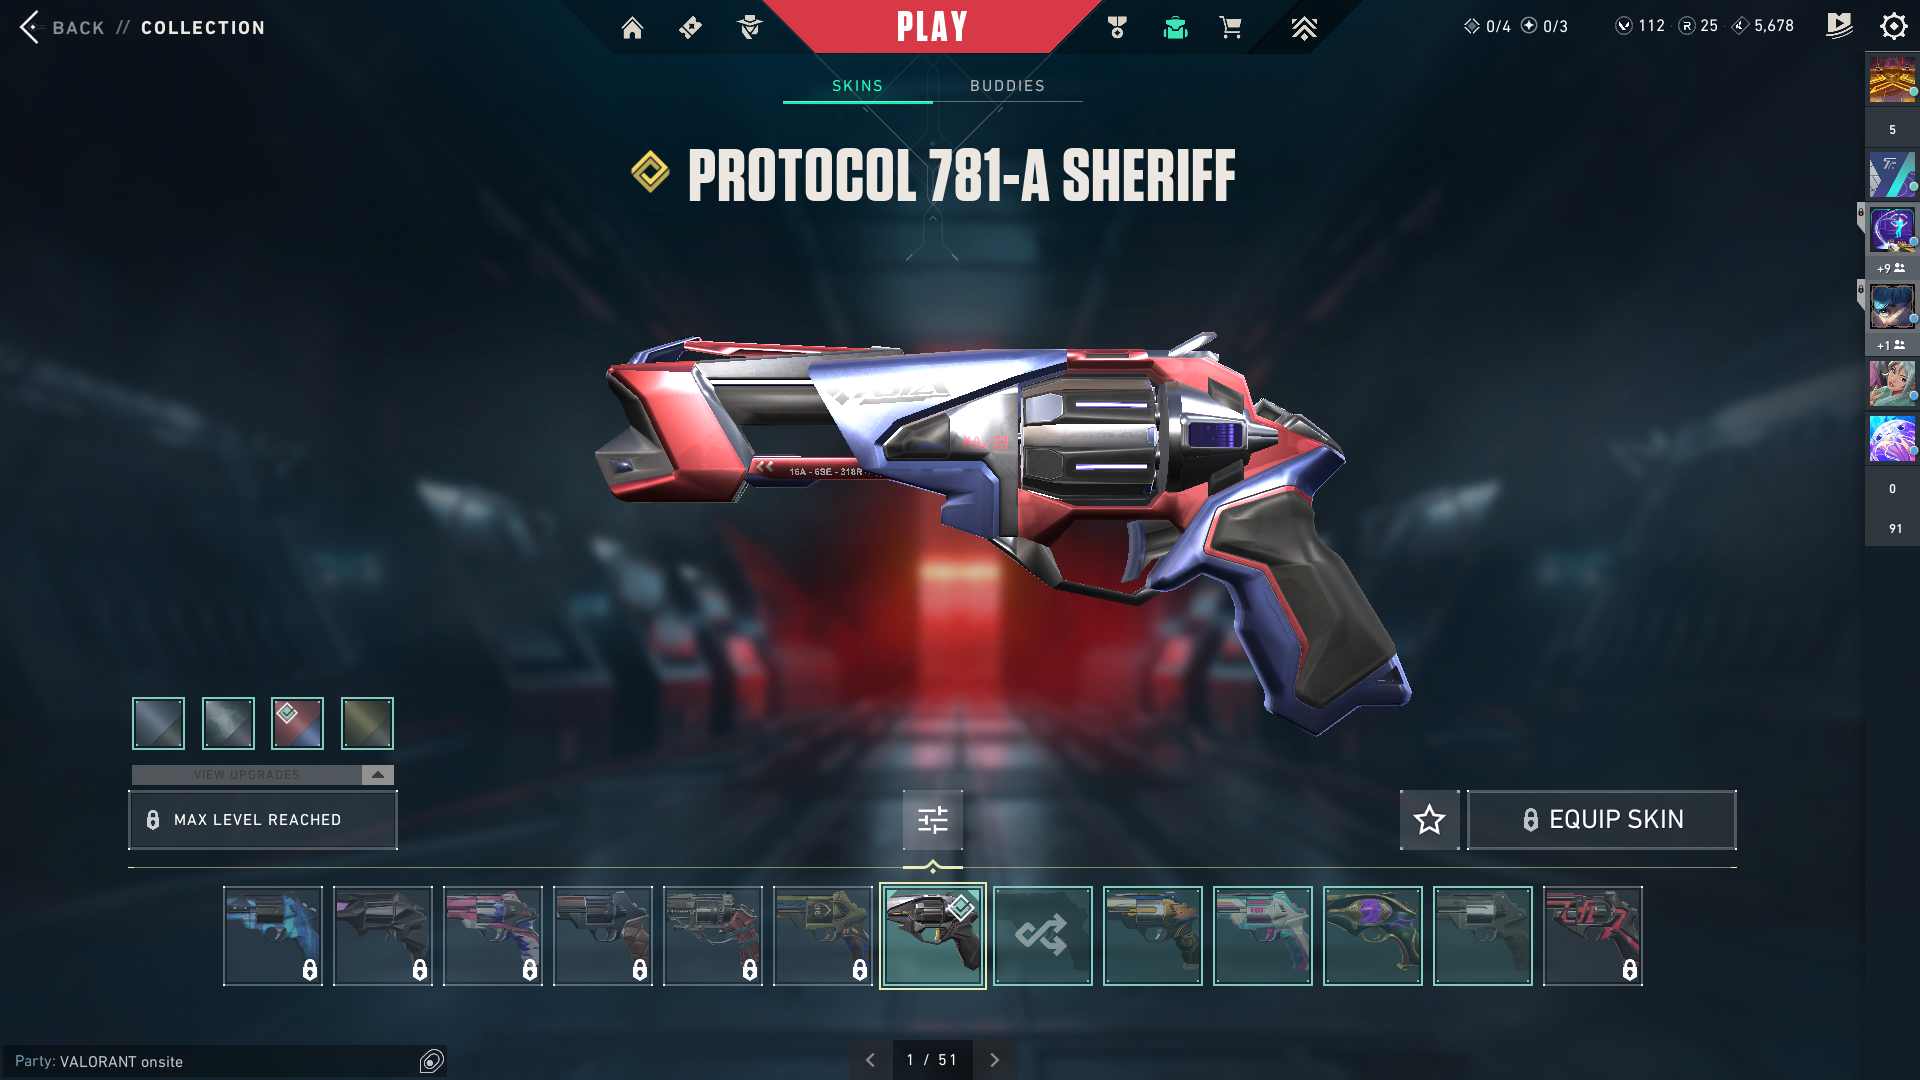 BACK // COLLECTION
PLAY
0/4 0/3 112 25 5,678
SKINS BUDDIES
PROTOCOL 781-A SHERIFF
5
+9
+1
0
91
16A - 6SE - 318R
VIEW UPGRADES
MAX LEVEL REACHED
EQUIP SKIN
Party: VALORANT onsite
1 / 51